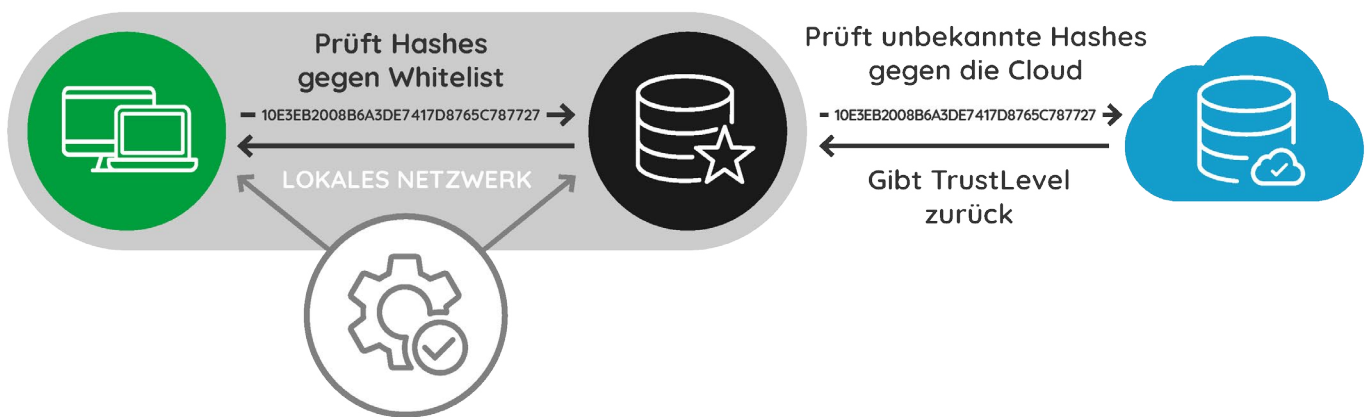 Prüft Hashes
gegen Whitelist
10E3EB2008B6A3DE7417D8765C787727
LOKALES NETZWERK
Prüft unbekannte Hashes
gegen die Cloud
10E3EB2008B6A3DE7417D8765C787727
Gibt TrustLevel
zurück